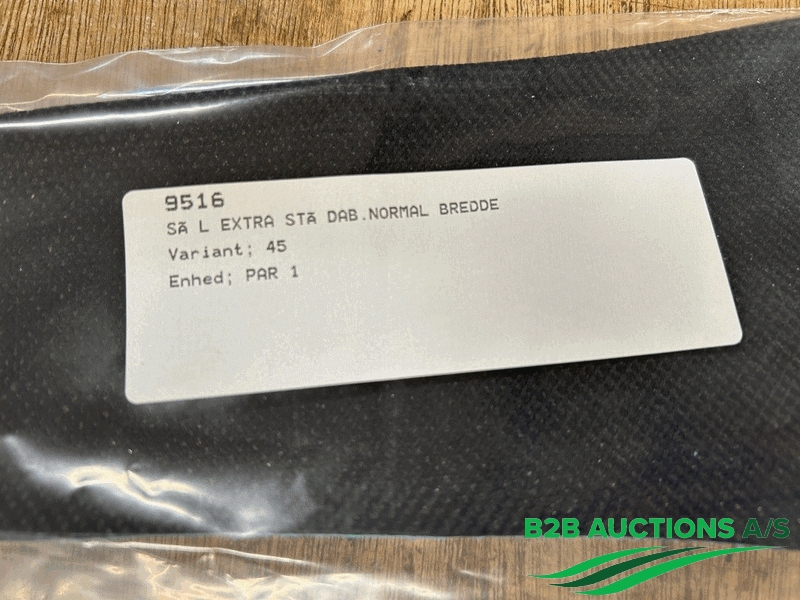 9516
SÃ L EXTRA STÃ DAB.NORMAL BREDDE
Variant; 45
Enhed; PAR 1
B2B AUCTIONS A/S